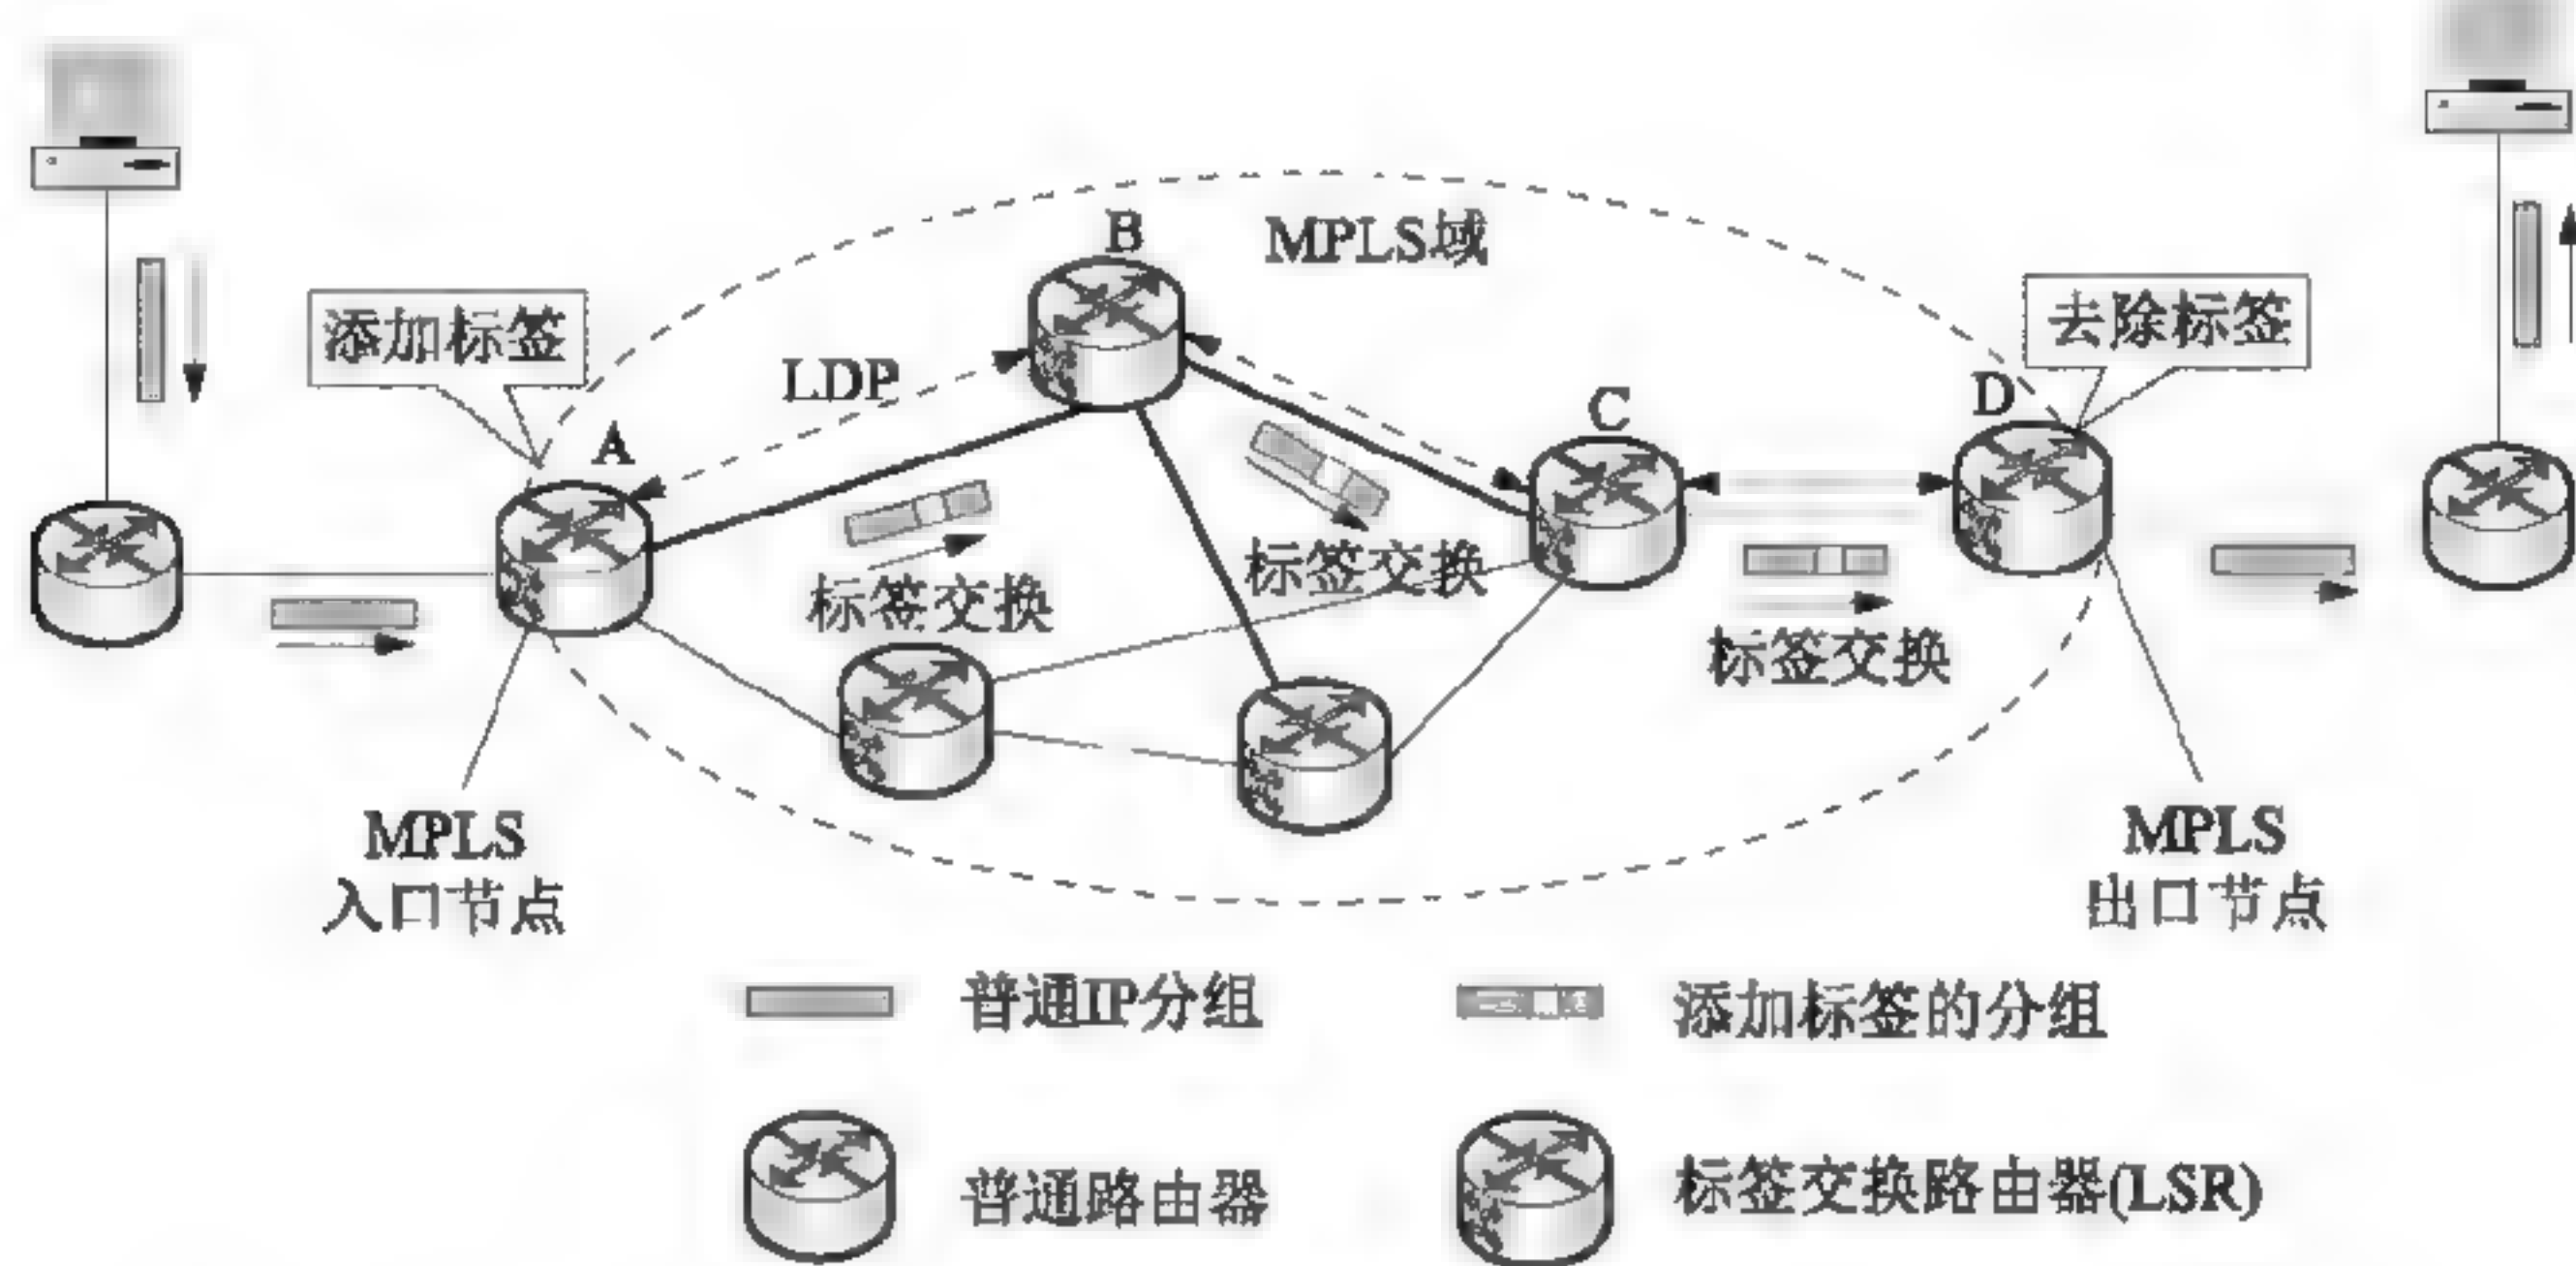 B
MPLS域
添加标签
去除标签
LDP
A
C
D
标签交换
标签交换
标签交换
MPLS
入口节点
MPLS
出口节点
普通IP分组
添加标签的分组
普通路由器
标签交换路由器(LSR)